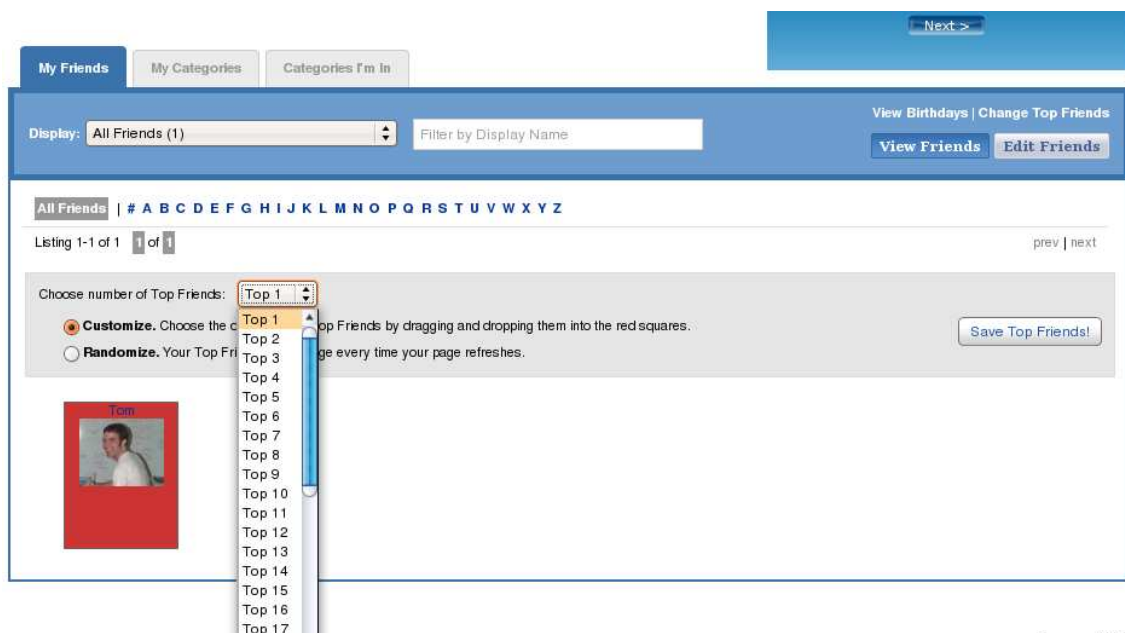 Next >
My Friends
My Categories
Categories I'm In
View Birthdays | Change Top Friends
Display: All Friends (1)
Filter by Display Name
View Friends Edit Friends
All Friends | # A B C D E F G H I J K L M N O P Q R S T U V W X Y Z
Listing 1-1 of 1 1 of 1
prev | next
Choose number of Top Friends: Top 1
Customize. Choose the op Friends by dragging and dropping them into the red squares.
Randomize. Your Top Fri ge every time your page refreshes.
Save Top Friends!
Top 1
Top 2
Top 3
Top 4
Top 5
Top 6
Top 7
Top 8
Top 9
Top 10
Top 11
Top 12
Top 13
Top 14
Top 15
Top 16
Top 17
Tom